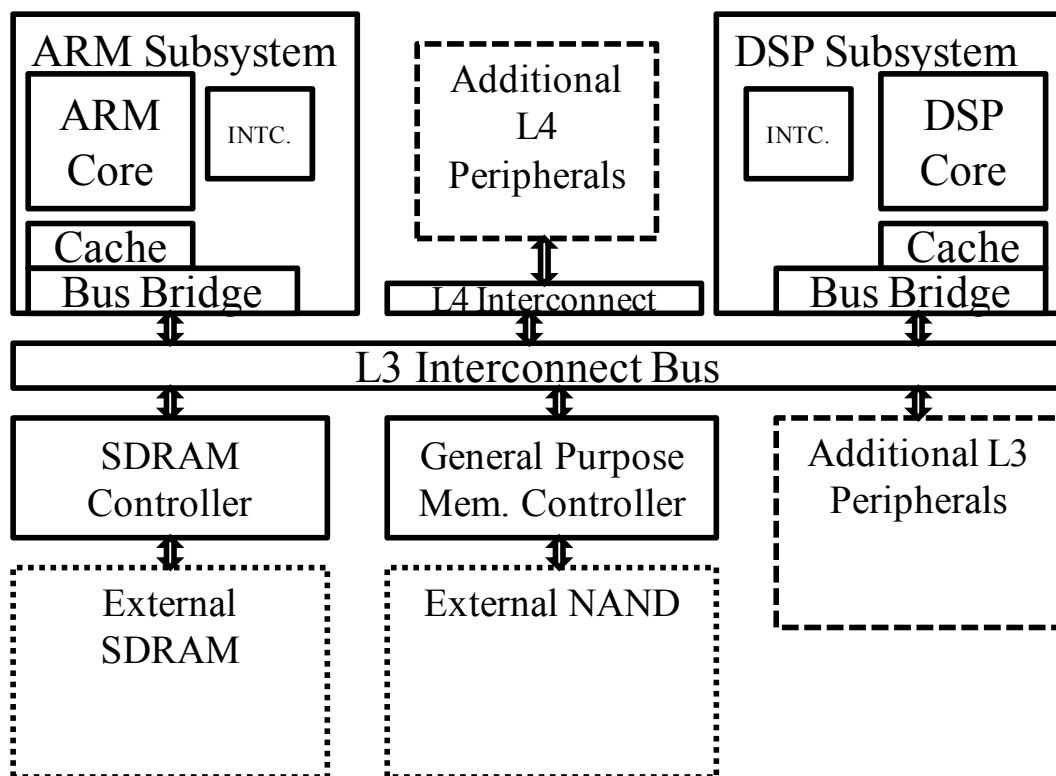 ARM Subsystem
ARM
Core
INTC.
Cache
Bus Bridge
Additional
L4
Peripherals
L4 Interconnect
DSP Subsystem
INTC.
DSP
Core
Cache
Bus Bridge
L3 Interconnect Bus
SDRAM
Controller
General Purpose
Mem. Controller
Additional L3
Peripherals
External
SDRAM
External NAND